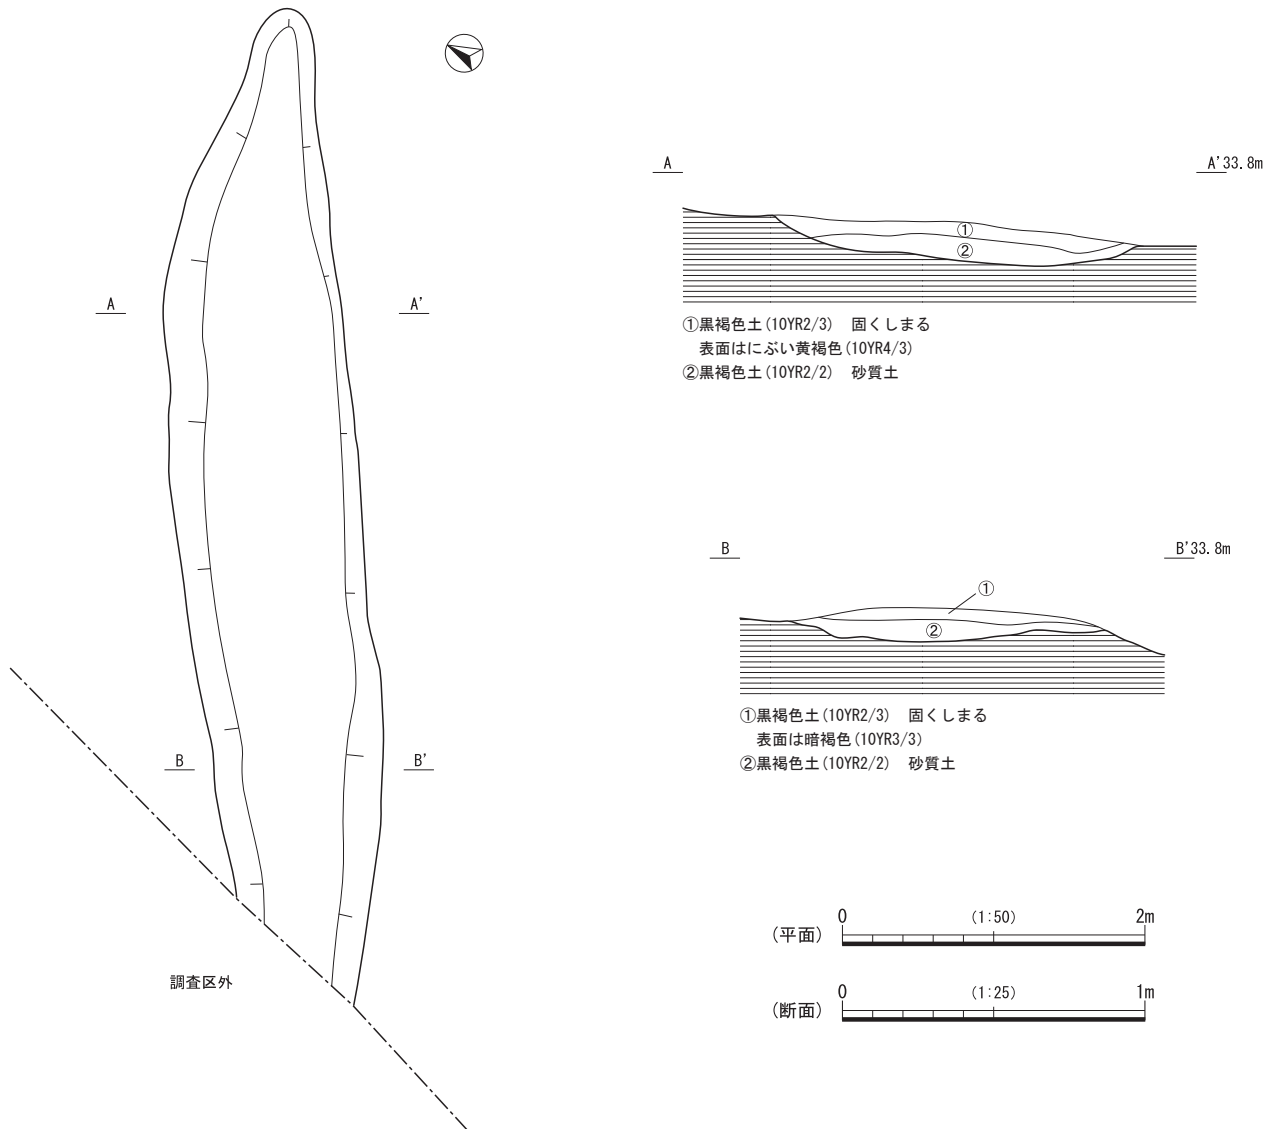 A
A'
B
B'
調査区外
A
A'33.8m
①
②
①黒褐色土(10YR2/3)　固くしまる
表面はにぶい黄褐色(10YR4/3)
②黒褐色土(10YR2/2)　砂質土
B
B'33.8m
①
②
①黒褐色土(10YR2/3)　固くしまる
表面は暗褐色(10YR3/3)
②黒褐色土(10YR2/2)　砂質土
(平面) 0 (1:50) 2m
(断面) 0 (1:25) 1m